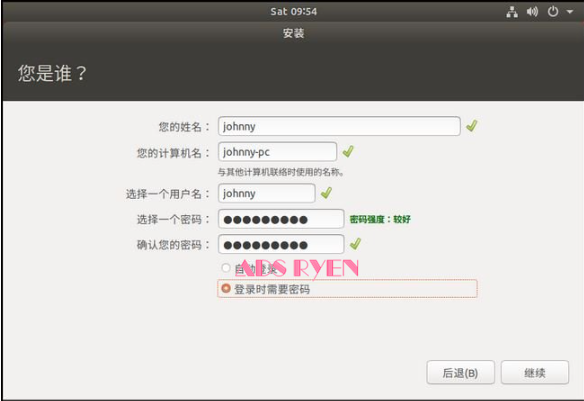 Sat 09:54
安装
您是谁？
您的姓名： johnny
您的计算机名： johnny-pc
与其他计算机联络时使用的名称。
选择一个用户名： johnny
选择一个密码： ●●●●●●●●● 密码强度：较好
确认您的密码： ●●●●●●●●●
自动登录
ADS RYEN
登录时需要密码
后退(B) 继续